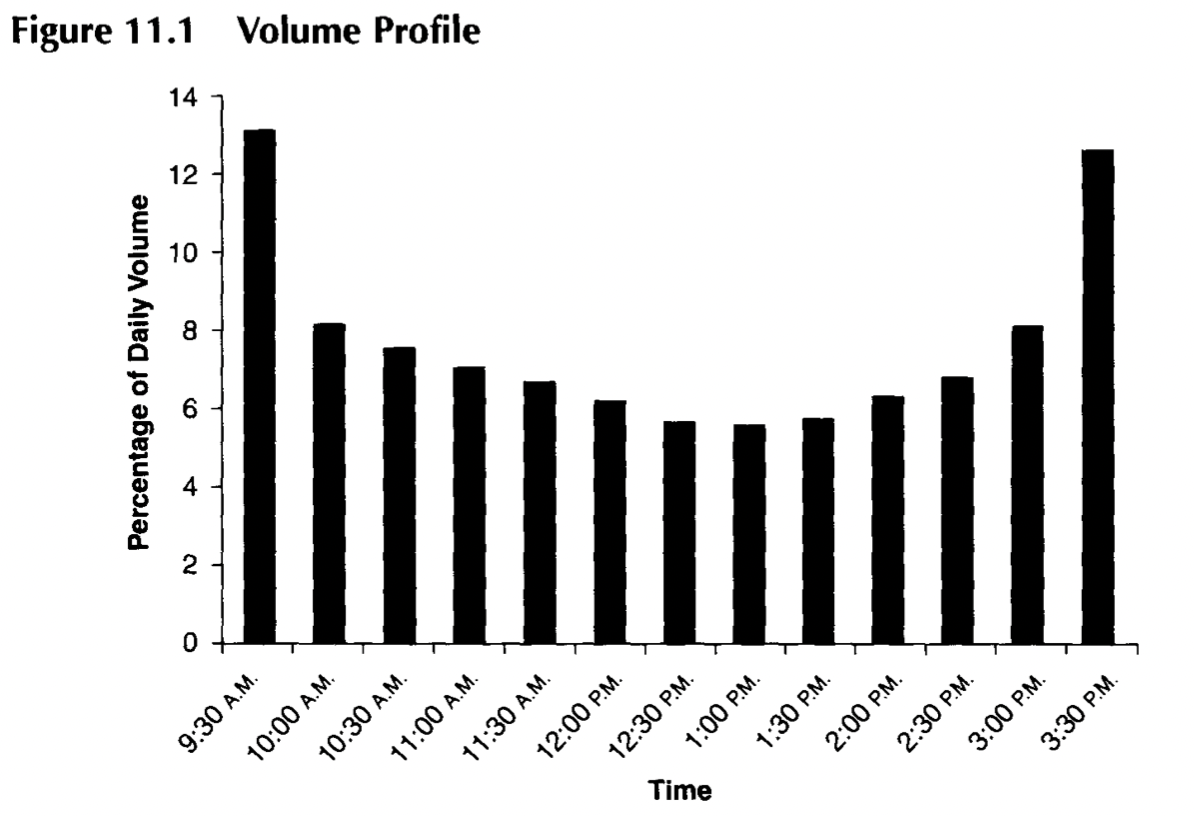 Figure 11.1 Volume Profile
14
12
10
8
6
4
2
0
Percentage of Daily Volume
9:30 A.M.
10:00 A.M.
10:30 A.M.
11:00 A.M.
11:30 A.M.
12:00 P.M.
12:30 P.M.
1:00 P.M.
1:30 P.M.
2:00 P.M.
2:30 P.M.
3:00 P.M.
3:30 P.M.
Time